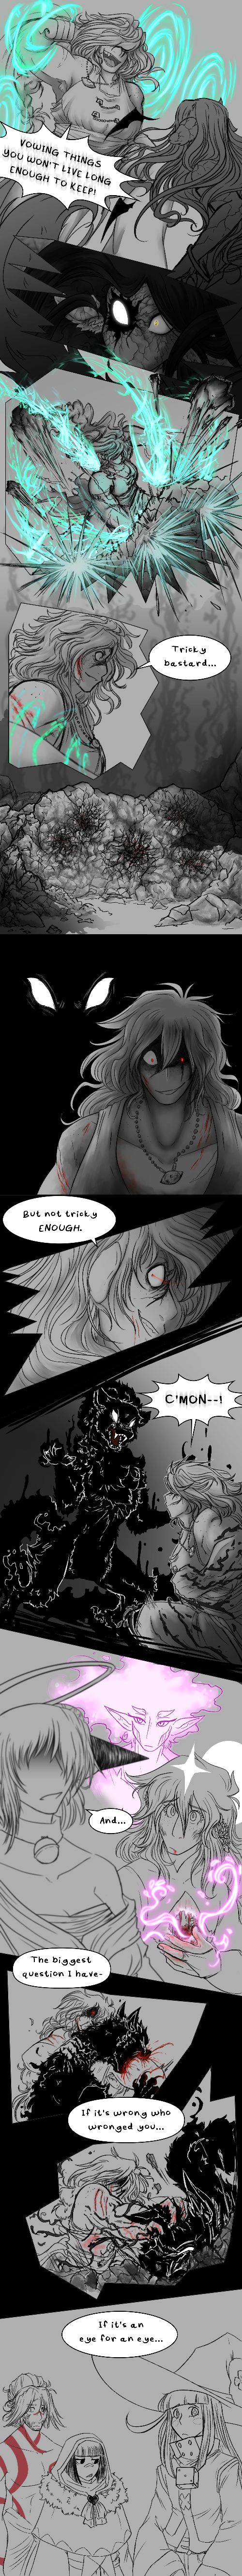 VOWING THINGS
YOU WON'T LIVE LONG
ENOUGH TO KEEP!
Tricky
bastard...
But not tricky
ENOUGH.
C'MON--!
And...
The biggest
question I have-
If it's wrong who
wronged you...
If it's an
eye for an eye...